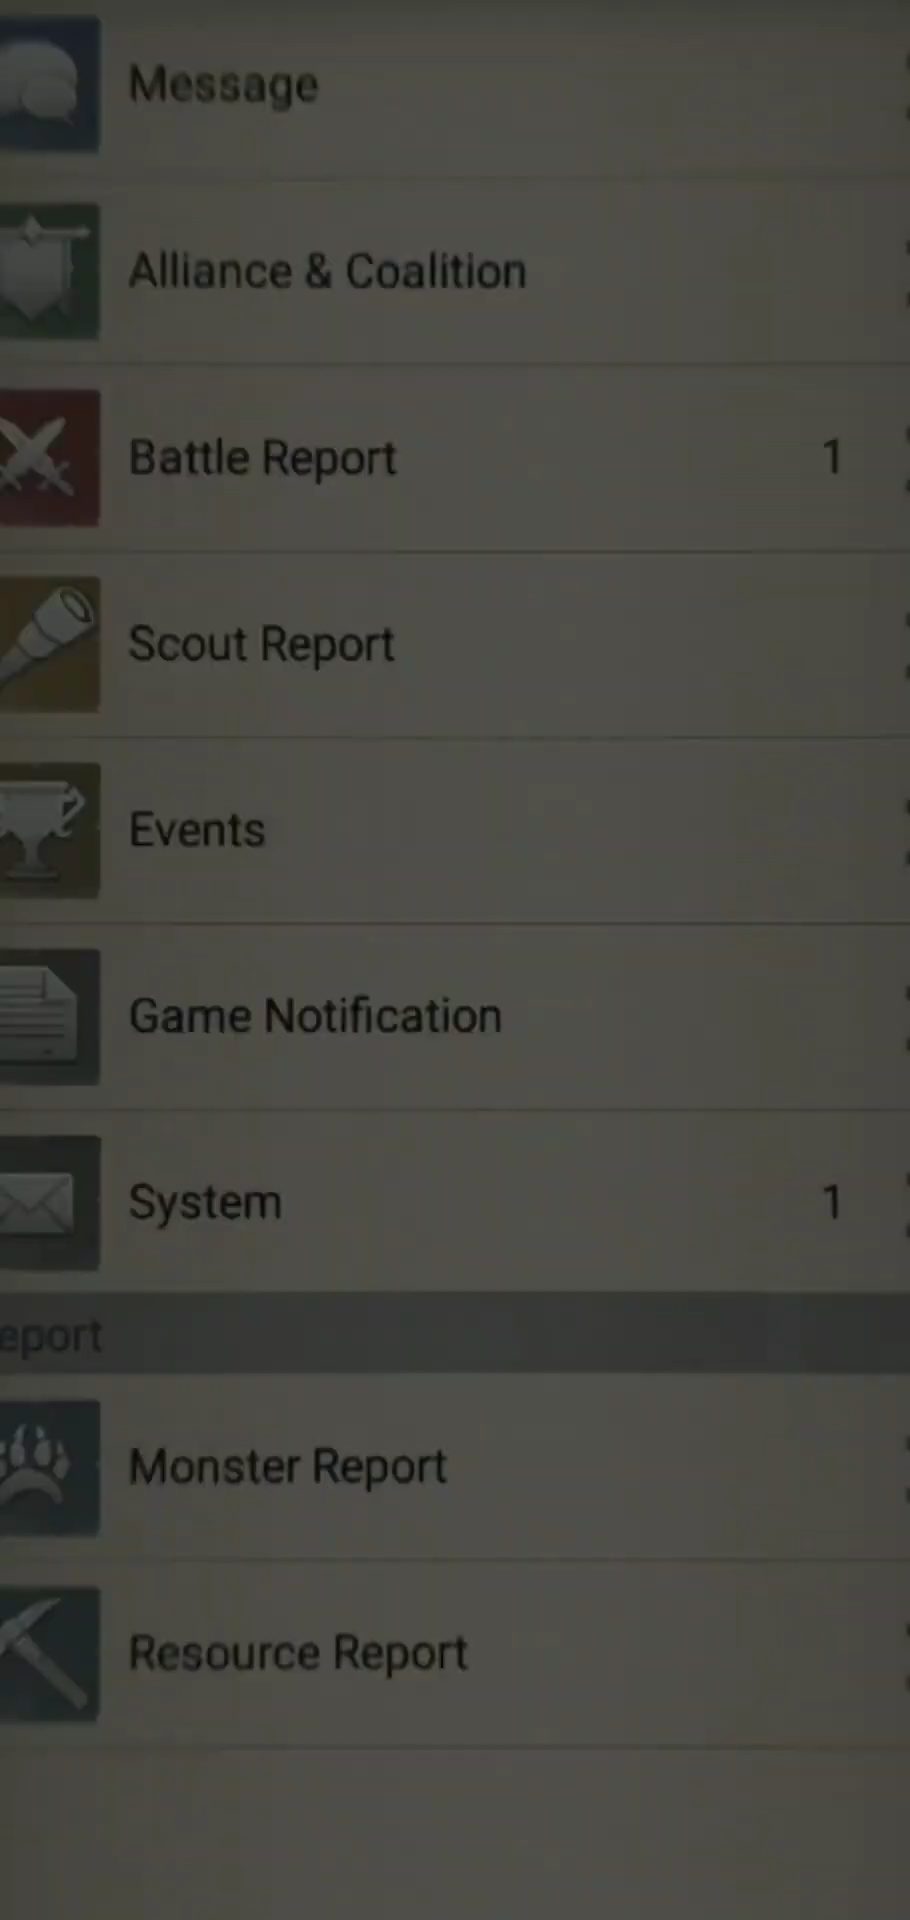 Message
Alliance & Coalition
Battle Report 1
Scout Report
Events
Game Notification
System 1
eport
Monster Report
Resource Report